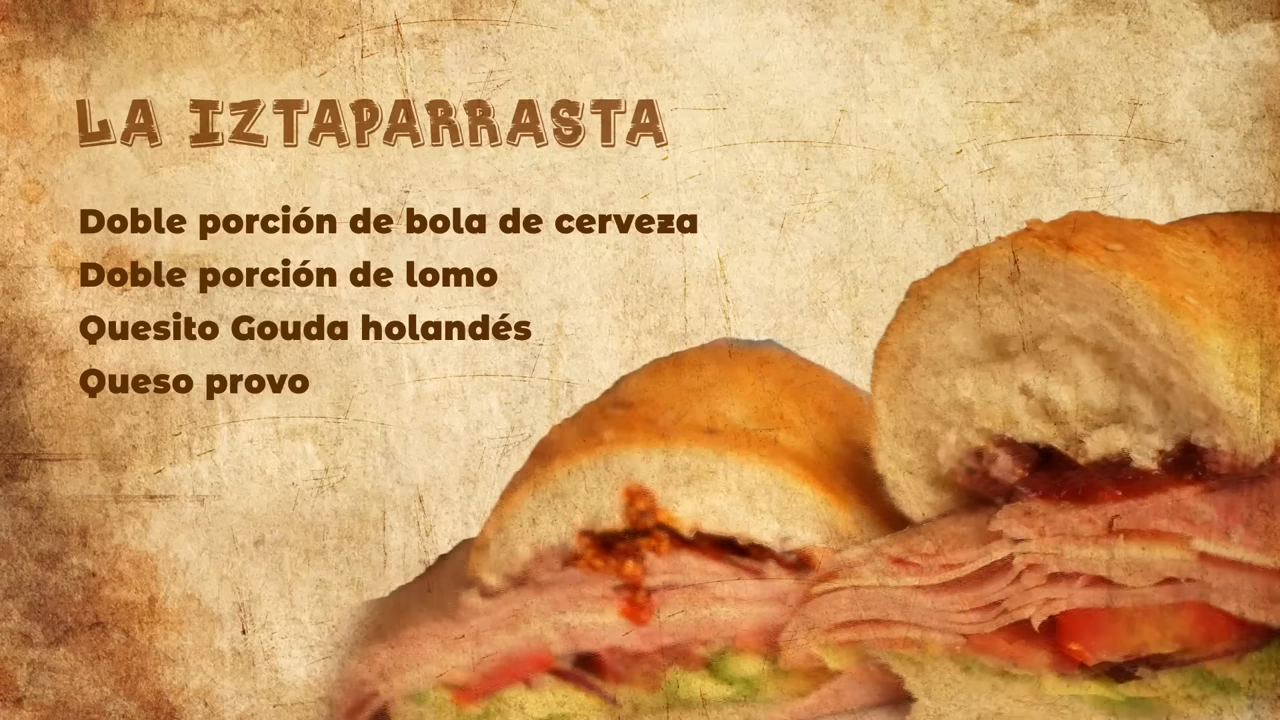 LA IZTAPARRASTA
Doble porción de bola de cerveza
Doble porción de lomo
Quesito Gouda holandés
Queso provo